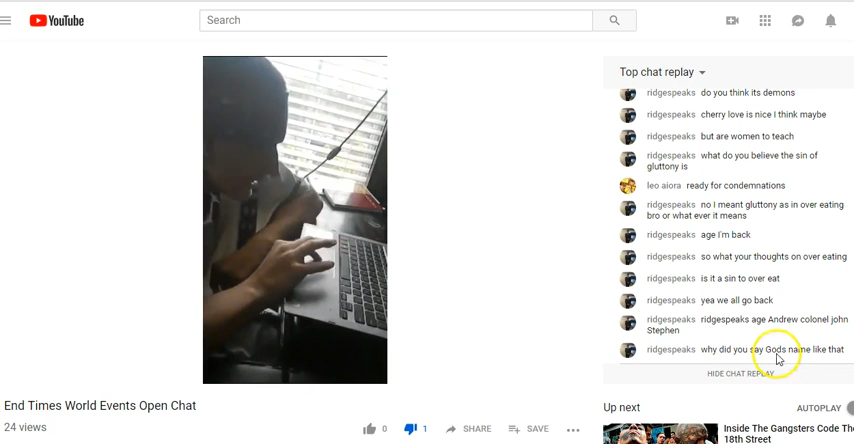 YouTube
Search
Top chat replay
ridgespeaks do you think its demons
ridgespeaks cherry love is nice I think maybe
ridgespeaks but are women to teach
ridgespeaks what do you believe the sin of
gluttony is
leo aiora ready for condemnations
ridgespeaks no I meant gluttony as in over eating
bro or what ever it means
ridgespeaks age I'm back
ridgespeaks so what your thoughts on over eating
ridgespeaks is it a sin to over eat
ridgespeaks yea we all go back
ridgespeaks ridgespeaks age Andrew colonel john
Stephen
ridgespeaks why did you say Gods name like that
HIDE CHAT REPLAY
End Times World Events Open Chat
24 views
0
1
SHARE
SAVE
Up next
AUTOPLAY
Inside The Gangsters Code The
18th Street